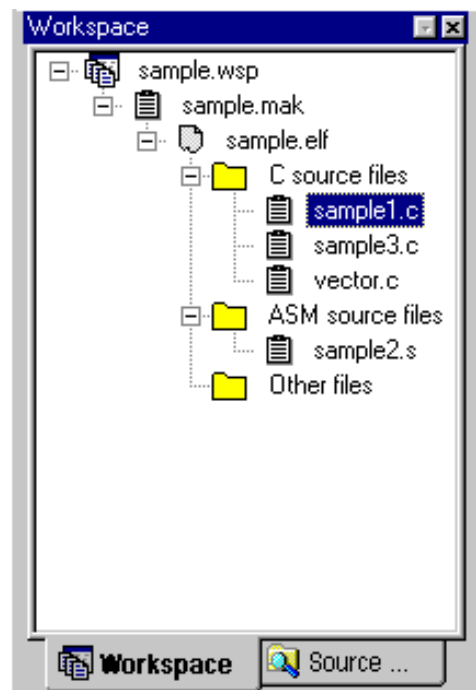 Workspace
sample.wsp
sample.mak
sample.elf
C source files
sample1.c
sample3.c
vector.c
ASM source files
sample2.s
Other files
Workspace Source ...